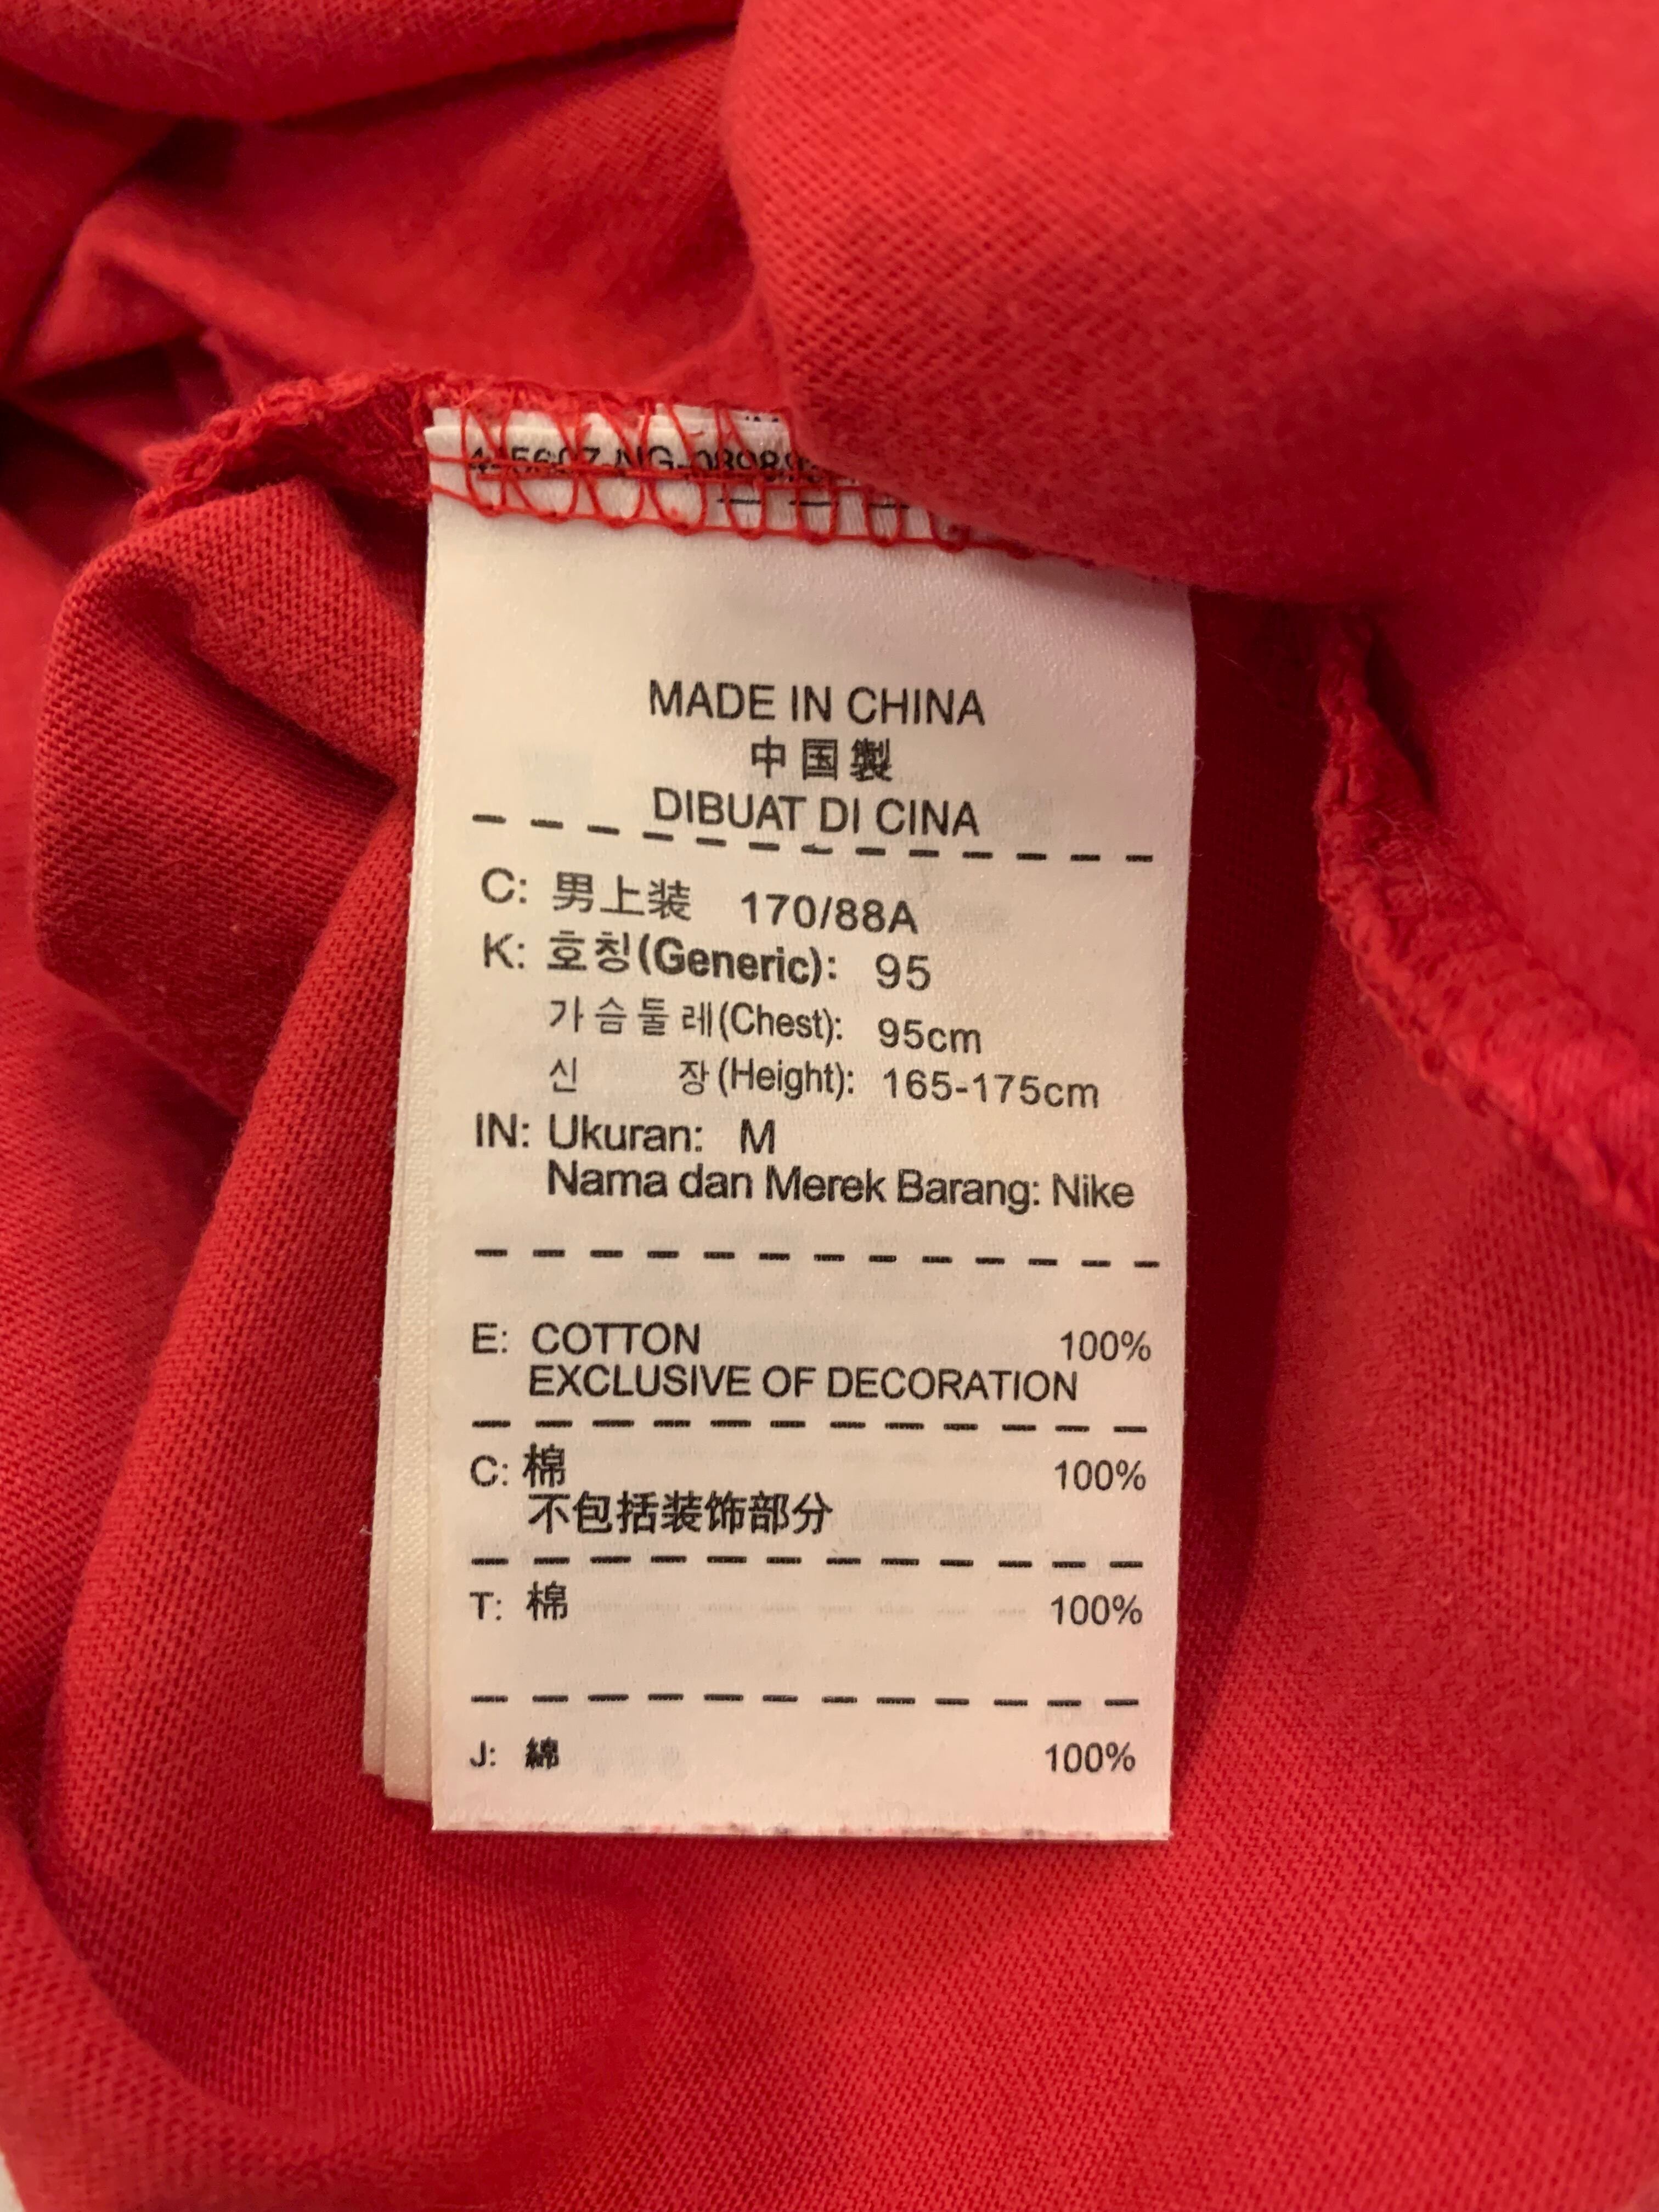 MADE IN CHINA
中国製
DIBUAT DI CINA
C: 男上装 170/88A
K: 호칭(Generic): 95
가슴둘레(Chest): 95cm
신 장(Height): 165-175cm
IN: Ukuran: M
Nama dan Merek Barang: Nike
E: COTTON 100%
EXCLUSIVE OF DECORATION
C: 棉 100%
不包括装饰部分
T: 棉 100%
J: 綿 100%